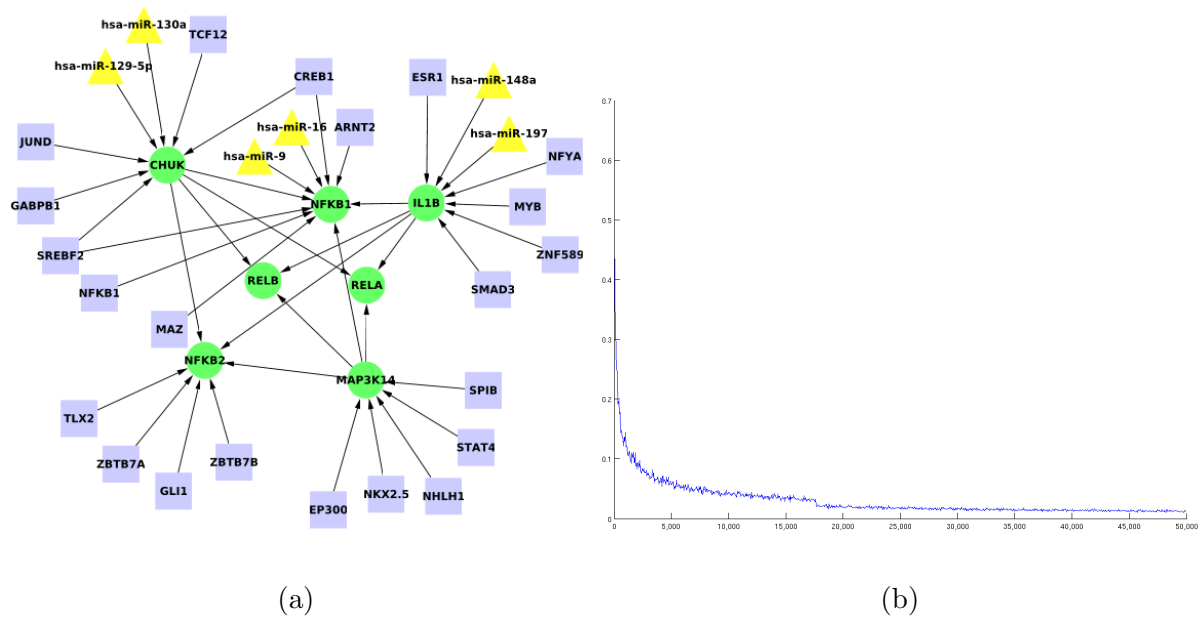 hsa-miR-130a
TCF12
hsa-miR-129-5p
CREB1
ESR1
hsa-miR-148a
hsa-miR-16
ARNT2
hsa-miR-197
JUND
hsa-miR-9
NFYA
CHUK
GABPB1
NFKB1
IL1B
MYB
SREBF2
ZNF589
RELB
RELA
SMAD3
NFKB1
MAZ
NFKB2
MAP3K14
SPIB
TLX2
STAT4
ZBTB7A
ZBTB7B
GLI1
EP300
NKX2.5
NHLH1
(a)
0.7
0.6
0.5
0.4
0.3
0.2
0.1
0
0 5,000 10,000 15,000 20,000 25,000 30,000 35,000 40,000 45,000 50,000
(b)